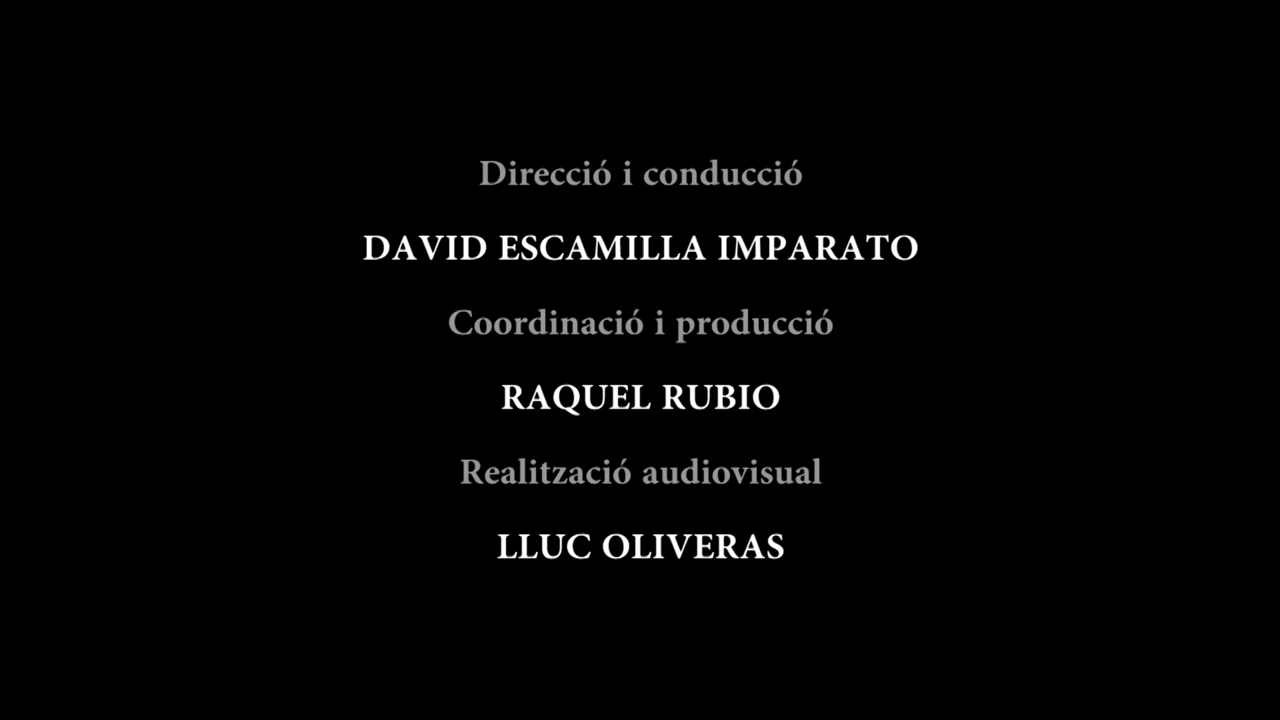 Direcció i conducció
DAVID ESCAMILLA IMPARATO
Coordinació i producció
RAQUEL RUBIO
Realització audiovisual
LLUC OLIVERAS